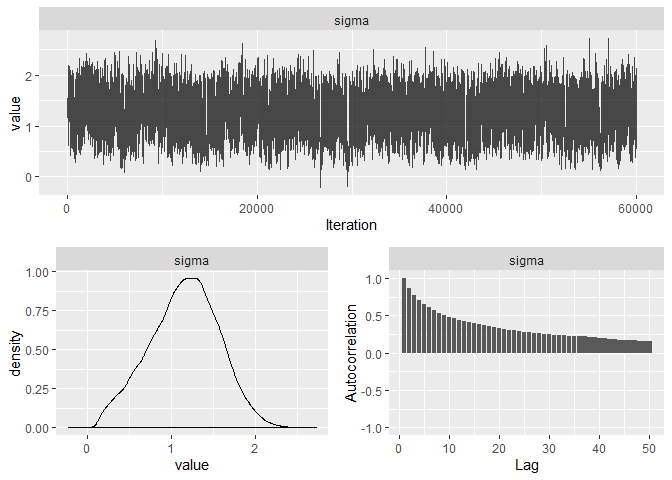 sigma
value
2
1
0
0
20000
40000
60000
Iteration
sigma
density
1.00
0.75
0.50
0.25
0.00
0
1
2
value
sigma
Autocorrelation
1.0
0.5
0.0
-0.5
-1.0
0
10
20
30
40
50
Lag